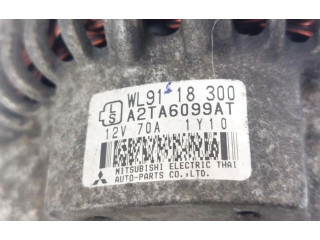 WL91 18 300
S
A2TA6099AT
12V 70A 1Y10
MITSUBISHI ELECTRIC THAI
AUTO-PARTS CO.,LTD.